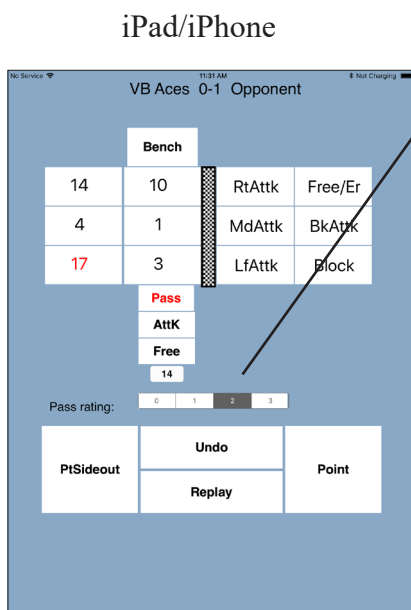 iPad/iPhone
No Service 11:31 AM Not Charging
VB Aces 0-1 Opponent
Bench
14 10 RtAttk Free/Er
4 1 MdAttk BkAttk
17 3 LfAttk Block
Pass
AttK
Free
14
Pass rating: 0 1 2 3
PtSideout Undo Point
Replay